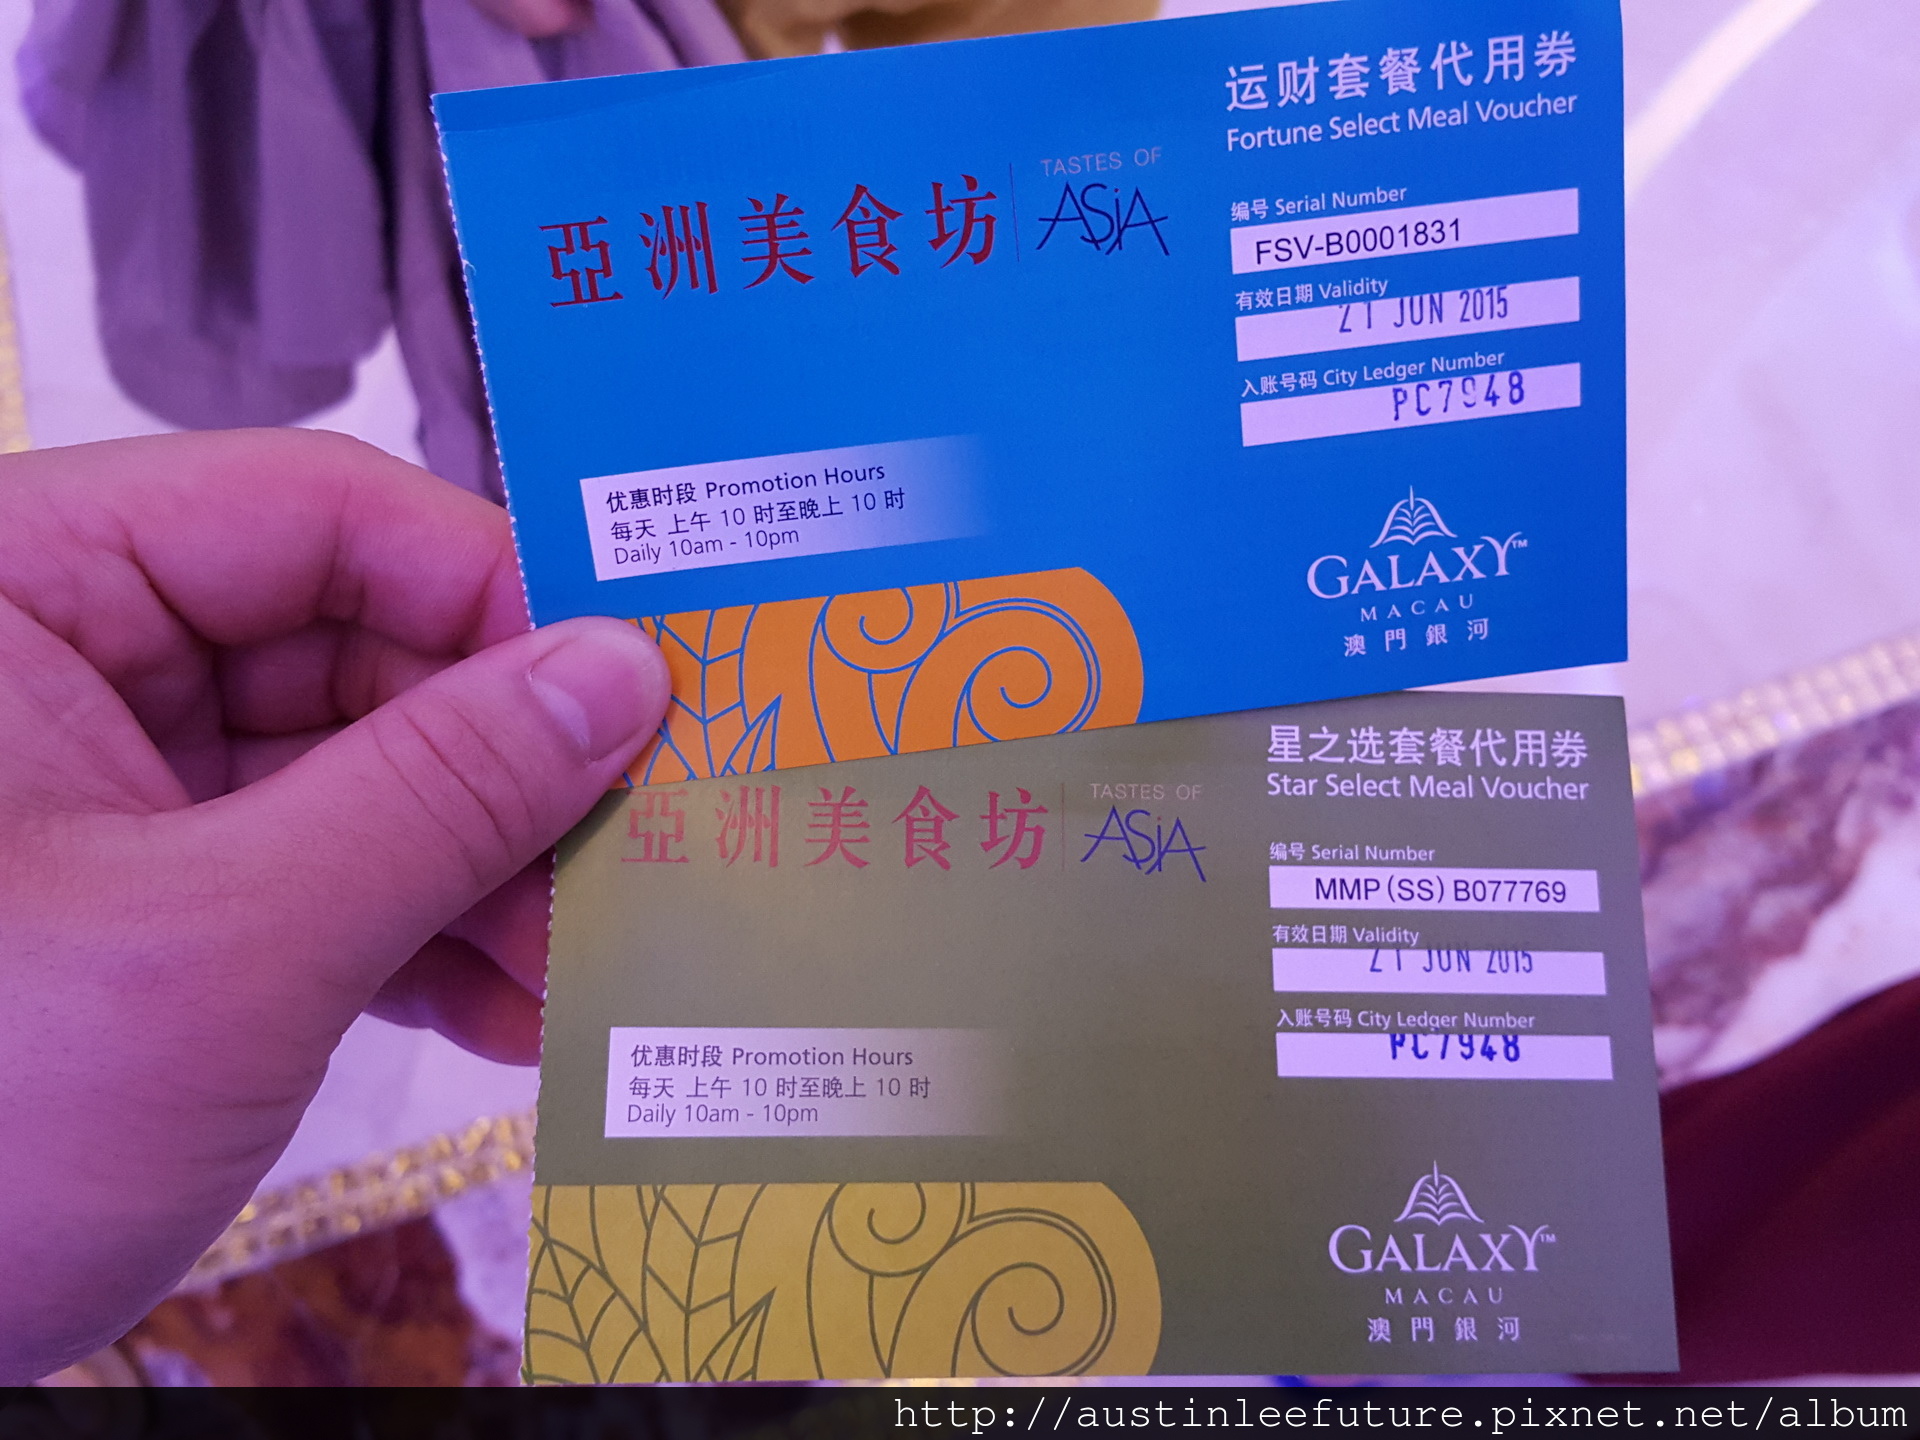 运财套餐代用券
Fortune Select Meal Voucher
亞洲美食坊
TASTES OF
ASiA
编号 Serial Number
FSV-B0001831
有效日期 Validity
21 JUN 2015
入账号码 City Ledger Number
PC7948
优惠时段 Promotion Hours
每天 上午 10 时至晚上 10 时
Daily 10am - 10pm
GALAXY™
MACAU
澳門銀河
星之选套餐代用券
Star Select Meal Voucher
亞洲美食坊
TASTES OF
ASiA
编号 Serial Number
MMP(SS) B077769
有效日期 Validity
21 JUN 2015
入账号码 City Ledger Number
PC7948
优惠时段 Promotion Hours
每天 上午 10 时至晚上 10 时
Daily 10am - 10pm
GALAXY™
MACAU
澳門銀河
http://austinleefuture.pixnet.net/album